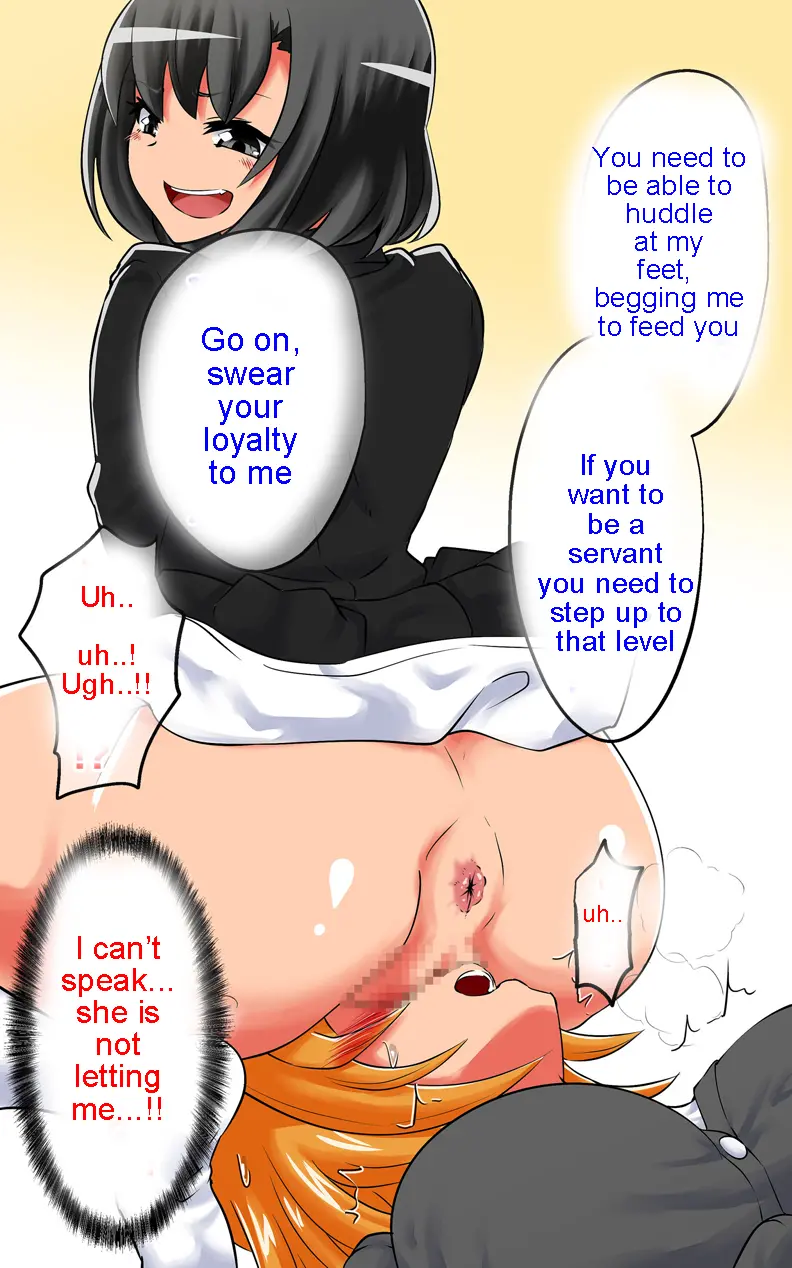 You need to
be able to
huddle
at my
feet,
begging me
to feed you
If you
want to
be a
servant
you need to
step up to
that level
Go on,
swear
your
loyalty
to me
Uh..
uh..!
Ugh..!!
!?
uh..
I can't
speak...
she is
not
letting
me...!!